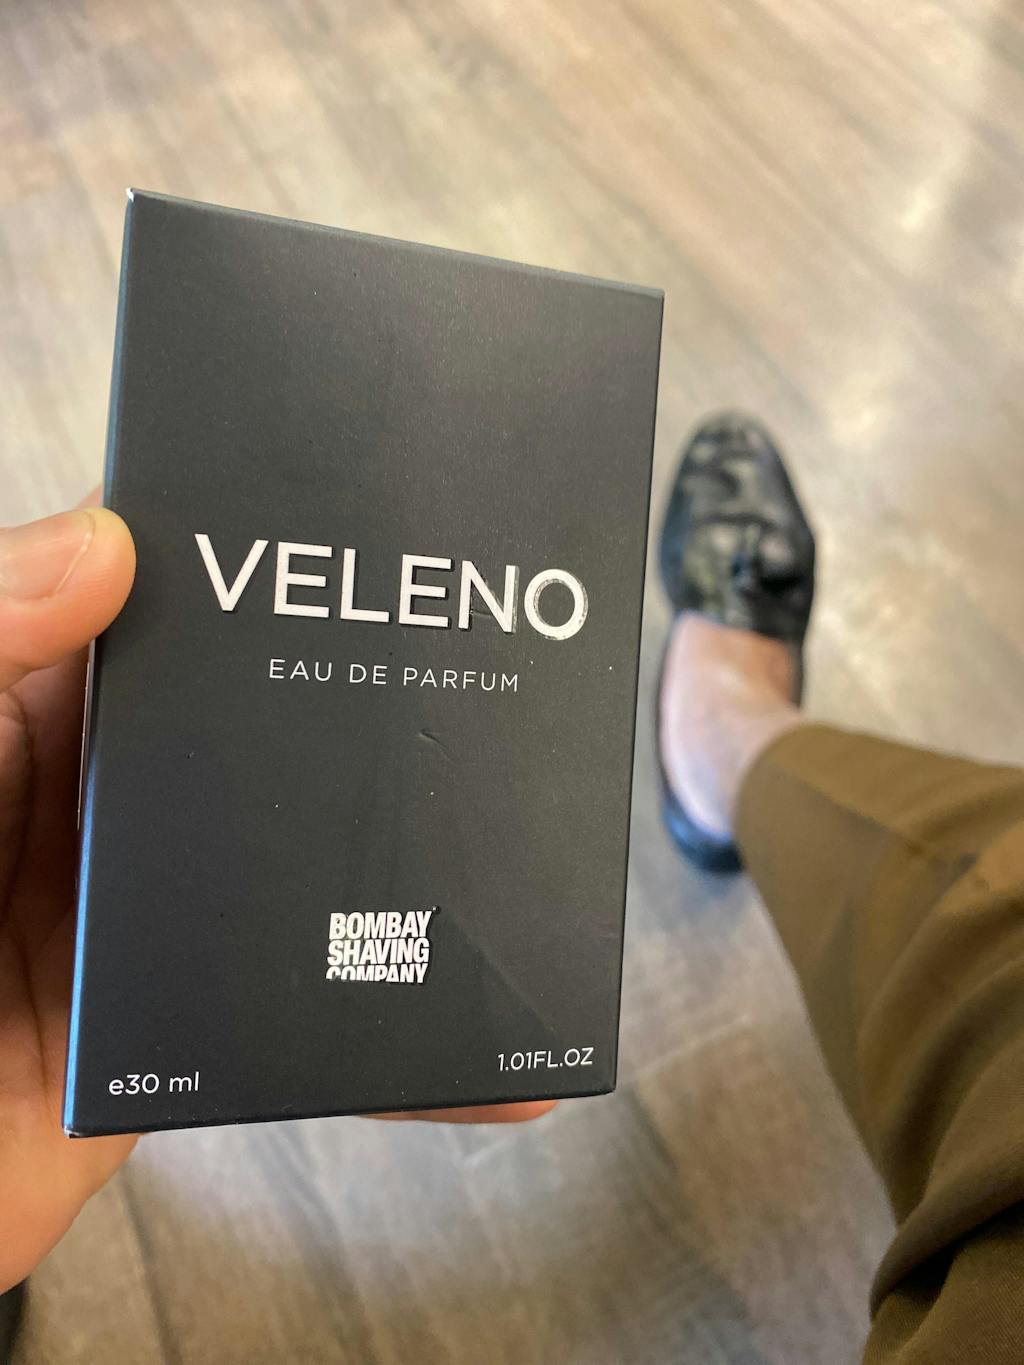 VELENO
EAU DE PARFUM
BOMBAY
SHAVING
COMPANY
e30 ml
1.01FL.OZ